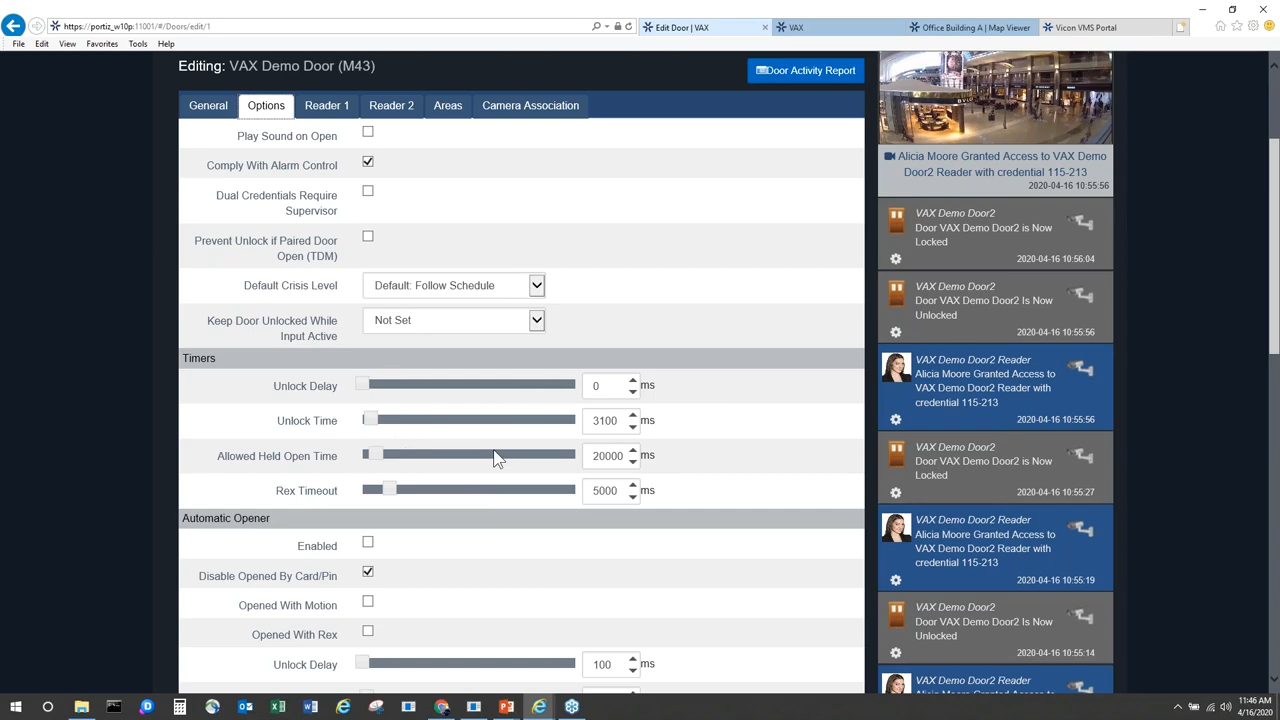 https://portiz_w10p:11001/#/Doors/edit/1
Edit Door | VAX
VAX
Office Building A | Map Viewer
Vicon VMS Portal
File Edit View Favorites Tools Help
Editing: VAX Demo Door (M43)
Door Activity Report
General Options Reader 1 Reader 2 Areas Camera Association
Play Sound on Open
Comply With Alarm Control
Dual Credentials Require
Supervisor
Prevent Unlock if Paired Door
Open (TDM)
Default Crisis Level Default: Follow Schedule
Keep Door Unlocked While
Input Active
Not Set
Timers
Unlock Delay 0 ms
Unlock Time 3100 ms
Allowed Held Open Time 20000 ms
Rex Timeout 5000 ms
Automatic Opener
Enabled
Disable Opened By Card/Pin
Opened With Motion
Opened With Rex
Unlock Delay 100 ms
Alicia Moore Granted Access to VAX Demo
Door2 Reader with credential 115-213
2020-04-16 10:55:56
VAX Demo Door2
Door VAX Demo Door2 is Now
Locked
2020-04-16 10:56:04
VAX Demo Door2
Door VAX Demo Door2 Is Now
Unlocked
2020-04-16 10:55:56
VAX Demo Door2 Reader
Alicia Moore Granted Access to
VAX Demo Door2 Reader with
credential 115-213
2020-04-16 10:55:56
VAX Demo Door2
Door VAX Demo Door2 is Now
Locked
2020-04-16 10:55:27
VAX Demo Door2 Reader
Alicia Moore Granted Access to
VAX Demo Door2 Reader with
credential 115-213
2020-04-16 10:55:19
VAX Demo Door2
Door VAX Demo Door2 Is Now
Unlocked
2020-04-16 10:55:14
VAX Demo Door2 Reader
11:46 AM
4/16/2020